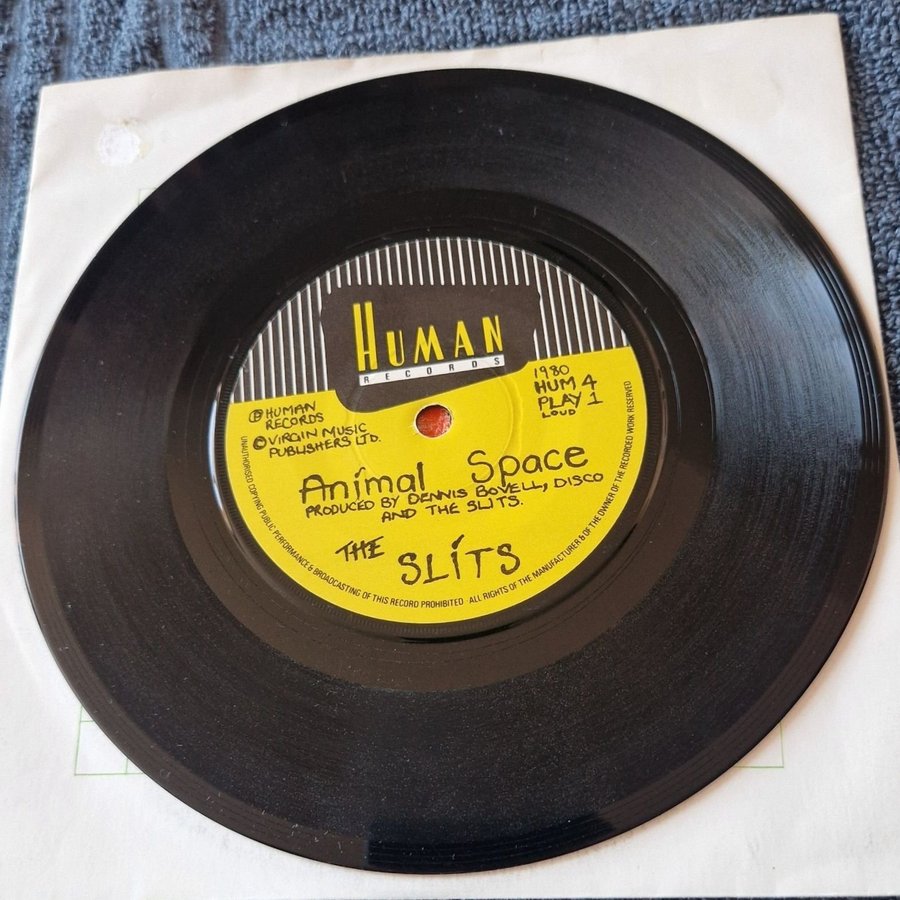 HUMAN
RECORDS
1980
HUM 4
PLAY 1
LOUD
Ⓟ HUMAN
RECORDS
© VIRGIN MUSIC
PUBLISHERS LTD.
Animal Space
PRODUCED BY DENNIS BOVELL, DISCO
AND THE SLITS.
THE SLITS
UNAUTHORISED COPYING PUBLIC PERFORMANCE & BROADCASTING OF THIS RECORD PROHIBITED · ALL RIGHTS OF THE MANUFACTURER & OF THE OWNER OF THE RECORDED WORK RESERVED